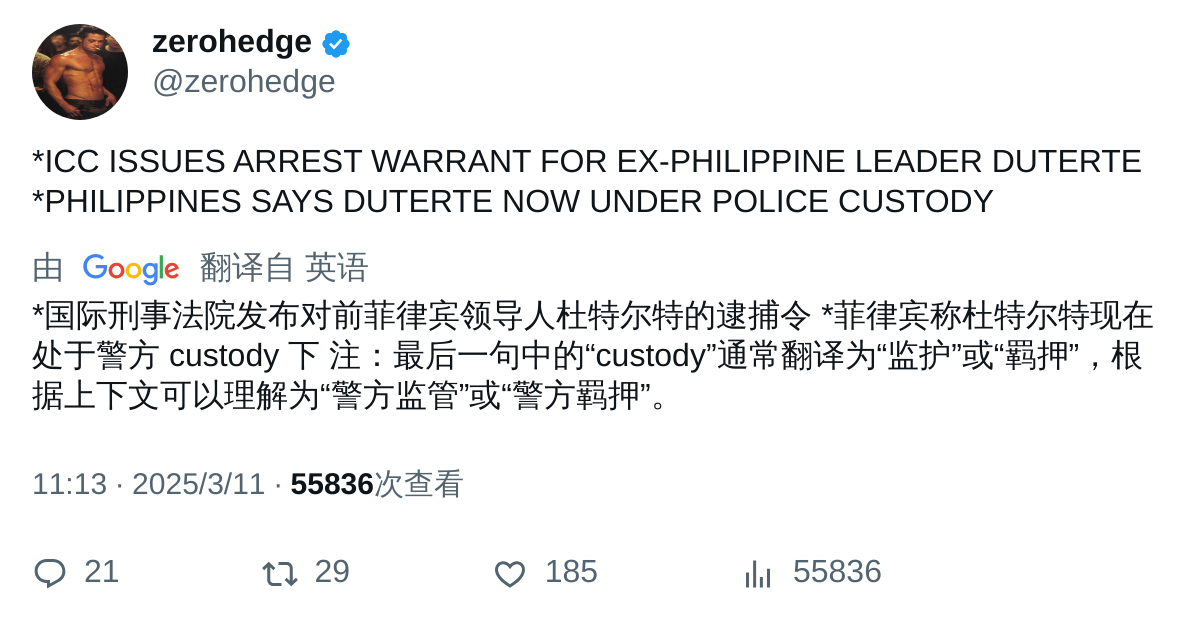 zerohedge
@zerohedge
*ICC ISSUES ARREST WARRANT FOR EX-PHILIPPINE LEADER DUTERTE
*PHILIPPINES SAYS DUTERTE NOW UNDER POLICE CUSTODY
由 Google 翻译自 英语
*国际刑事法院发布对前菲律宾领导人杜特尔特的逮捕令 *菲律宾称杜特尔特现在
处于警方 custody 下 注：最后一句中的“custody”通常翻译为“监护”或“羁押”，根
据上下文可以理解为“警方监管”或“警方羁押”。
11:13 · 2025/3/11 · 55836次查看
21 29 185 55836